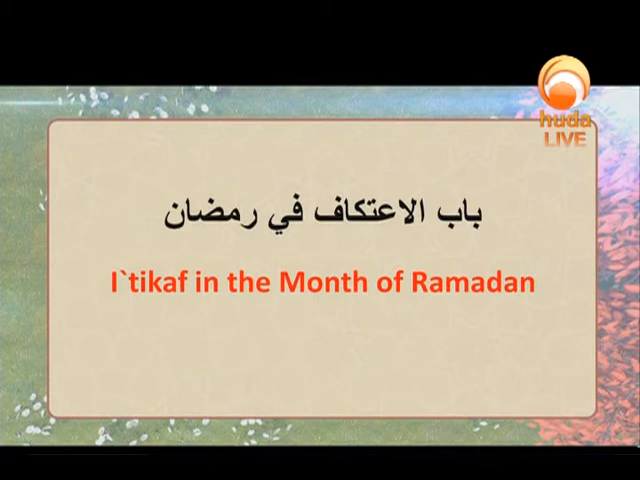 huda
LIVE
باب الاعتكاف في رمضان
I`tikaf in the Month of Ramadan